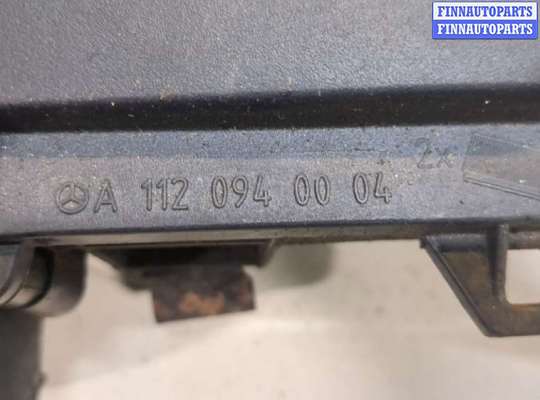 FINNAUTOPARTS
FINNAUTOPARTS
2x
A 112 094 00 04